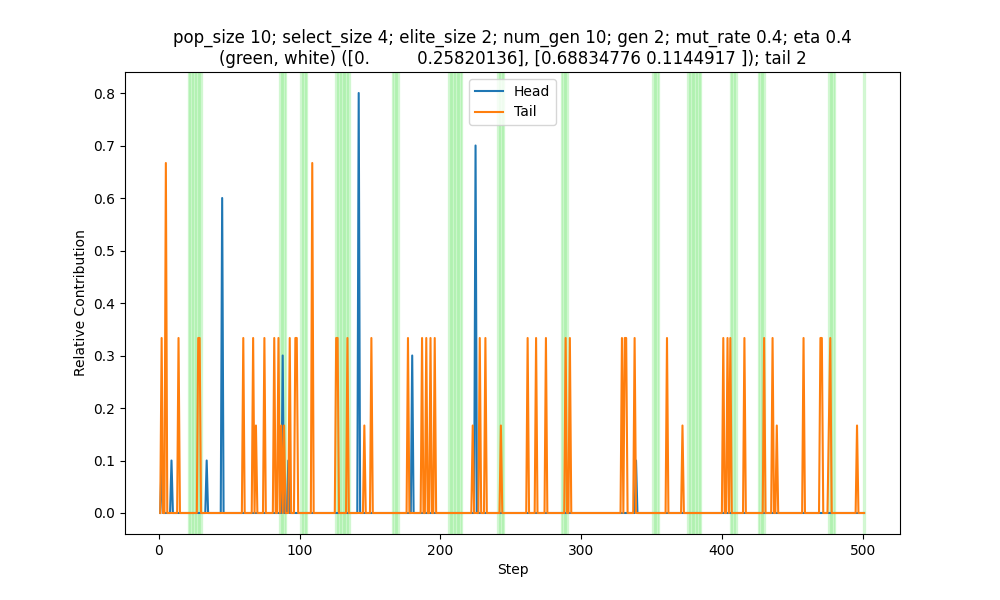 pop_size 10; select_size 4; elite_size 2; num_gen 10; gen 2; mut_rate 0.4; eta 0.4
(green, white) ([0.         0.25820136], [0.68834776 0.1144917 ]); tail 2
Head
Tail
0.8
0.7
0.6
0.5
0.4
0.3
0.2
0.1
0.0
Relative Contribution
0 100 200 300 400 500
Step